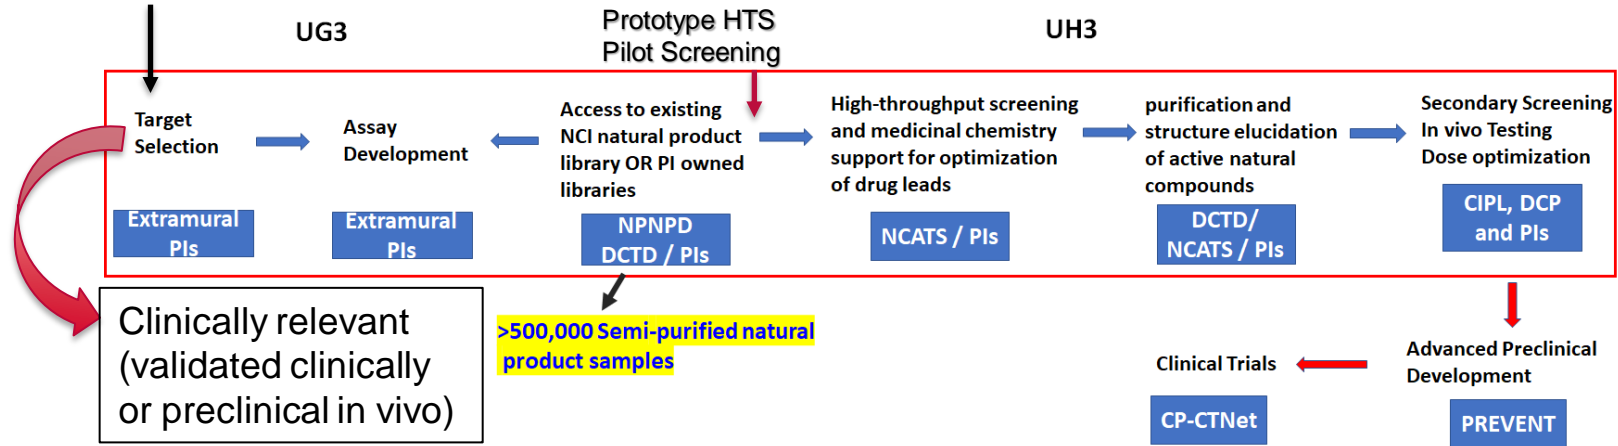 UG3
Prototype HTS
Pilot Screening
UH3
Target
Selection
Assay
Development
Access to existing
NCI natural product
library OR PI owned
libraries
High-throughput screening
and medicinal chemistry
support for optimization
of drug leads
purification and
structure elucidation
of active natural
compounds
Secondary Screening
In vivo Testing
Dose optimization
Extramural
PIs
Extramural
PIs
NPNPD
DCTD / PIs
NCATS / PIs
DCTD/
NCATS / PIs
CIPL, DCP
and PIs
Clinically relevant
(validated clinically
or preclinical in vivo)
>500,000 Semi-purified natural
product samples
Clinical Trials
Advanced Preclinical
Development
CP-CTNet
PREVENT